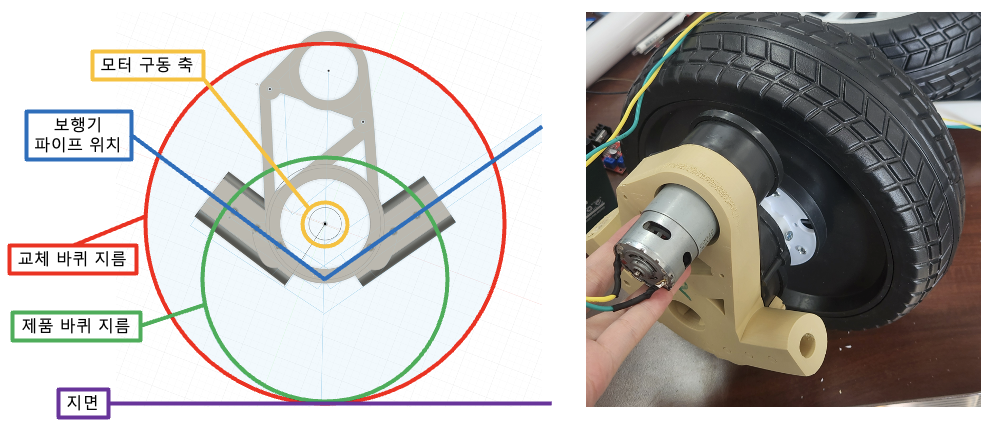 모터 구동 축
보행기
파이프 위치
교체 바퀴 지름
제품 바퀴 지름
지면